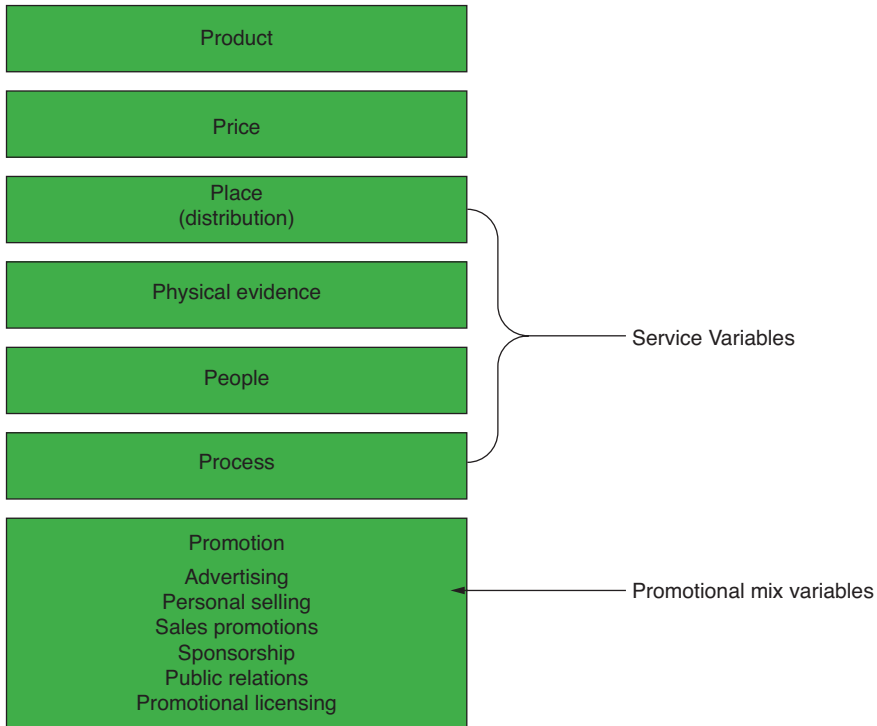 Product
Price
Place
(distribution)
Physical evidence
People
Process
Service Variables
Promotion
Advertising
Personal selling
Sales promotions
Sponsorship
Public relations
Promotional licensing
Promotional mix variables